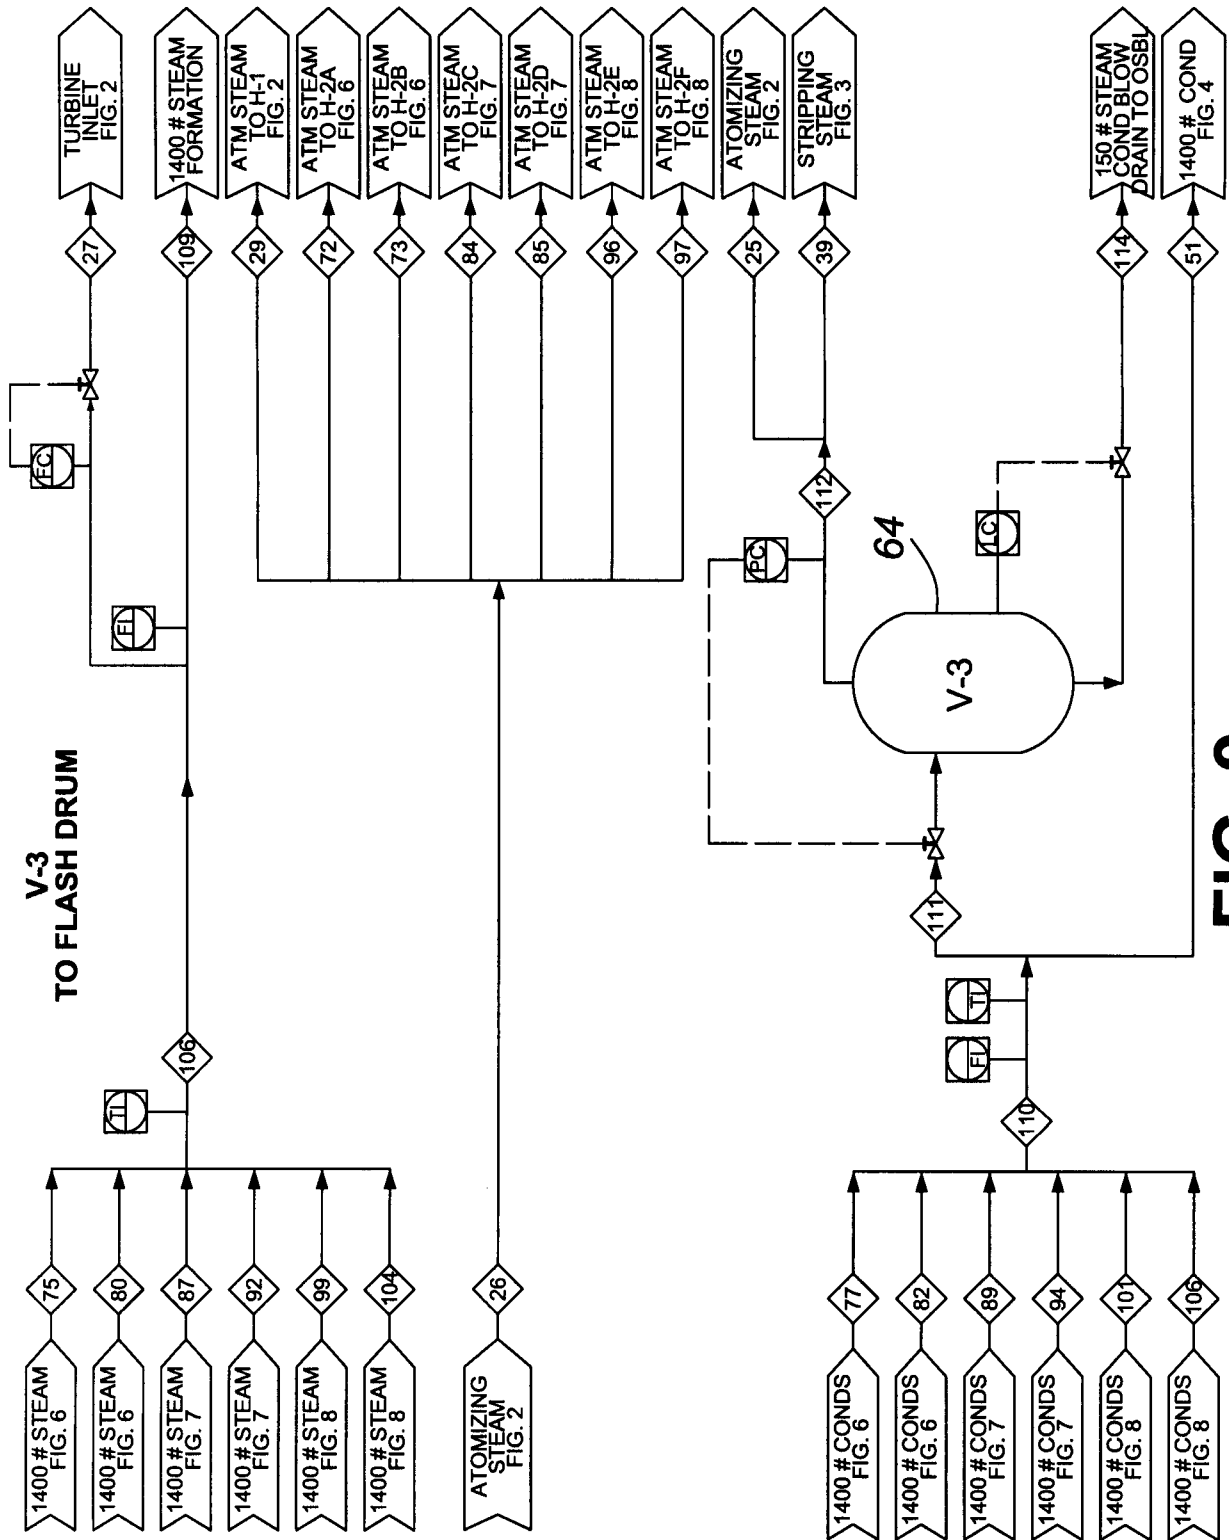 V-3
TO FLASH DRUM
1400 # STEAM
FIG. 6
75
1400 # STEAM
FIG. 6
80
1400 # STEAM
FIG. 7
87
1400 # STEAM
FIG. 7
92
1400 # STEAM
FIG. 8
99
1400 # STEAM
FIG. 8
104
TI
106
FI
FC
27
TURBINE
INLET
FIG. 2
109
1400 # STEAM
FORMATION
ATOMIZING
STEAM
FIG. 2
26
29
ATM STEAM
TO H-1
FIG. 2
72
ATM STEAM
TO H-2A
FIG. 6
73
ATM STEAM
TO H-2B
FIG. 6
84
ATM STEAM
TO H-2C
FIG. 7
85
ATM STEAM
TO H-2D
FIG. 7
96
ATM STEAM
TO H-2E
FIG. 8
97
ATM STEAM
TO H-2F
FIG. 8
1400 # CONDS
FIG. 6
77
1400 # CONDS
FIG. 6
82
1400 # CONDS
FIG. 7
89
1400 # CONDS
FIG. 7
94
1400 # CONDS
FIG. 8
101
1400 # CONDS
FIG. 8
106
110
FI
TI
111
V-3
64
PC
112
LC
25
ATOMIZING
STEAM
FIG. 2
39
STRIPPING
STEAM
FIG. 3
114
150 # STEAM
COND BLOW
DRAIN TO OSBL
51
1400 # COND
FIG. 4
FIG.